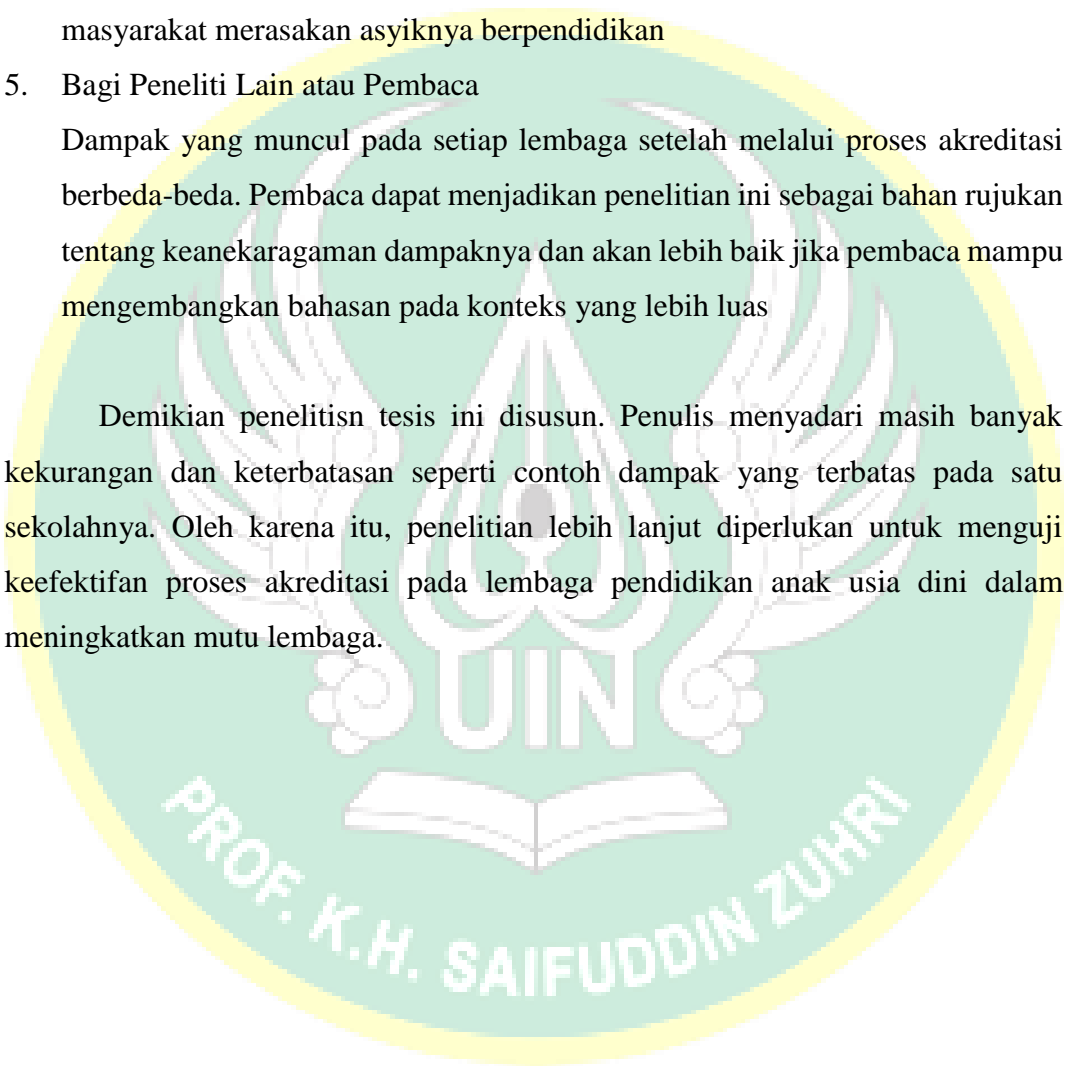 masyarakat merasakan asyiknya berpendidikan
5. Bagi Peneliti Lain atau Pembaca
Dampak yang muncul pada setiap lembaga setelah melalui proses akreditasi
berbeda-beda. Pembaca dapat menjadikan penelitian ini sebagai bahan rujukan
tentang keanekaragaman dampaknya dan akan lebih baik jika pembaca mampu
mengembangkan bahasan pada konteks yang lebih luas
Demikian penelitisn tesis ini disusun. Penulis menyadari masih banyak
kekurangan dan keterbatasan seperti contoh dampak yang terbatas pada satu
sekolahnya. Oleh karena itu, penelitian lebih lanjut diperlukan untuk menguji
keefektifan proses akreditasi pada lembaga pendidikan anak usia dini dalam
meningkatkan mutu lembaga.
UIN
PROF. K.H. SAIFUDDIN ZUHRI